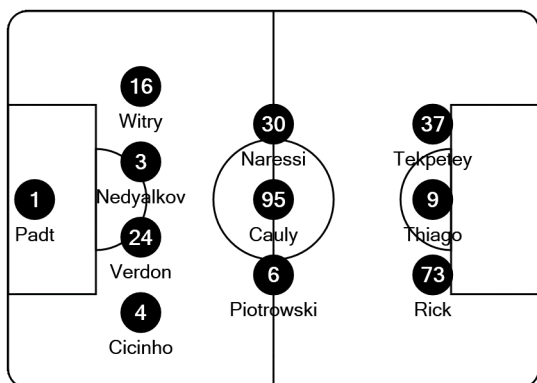 1
Padt
16
Witry
3
Nedyalkov
24
Verdon
4
Cicinho
30
Naressi
95
Cauly
6
Piotrowski
37
Tekpetey
9
Thiago
73
Rick